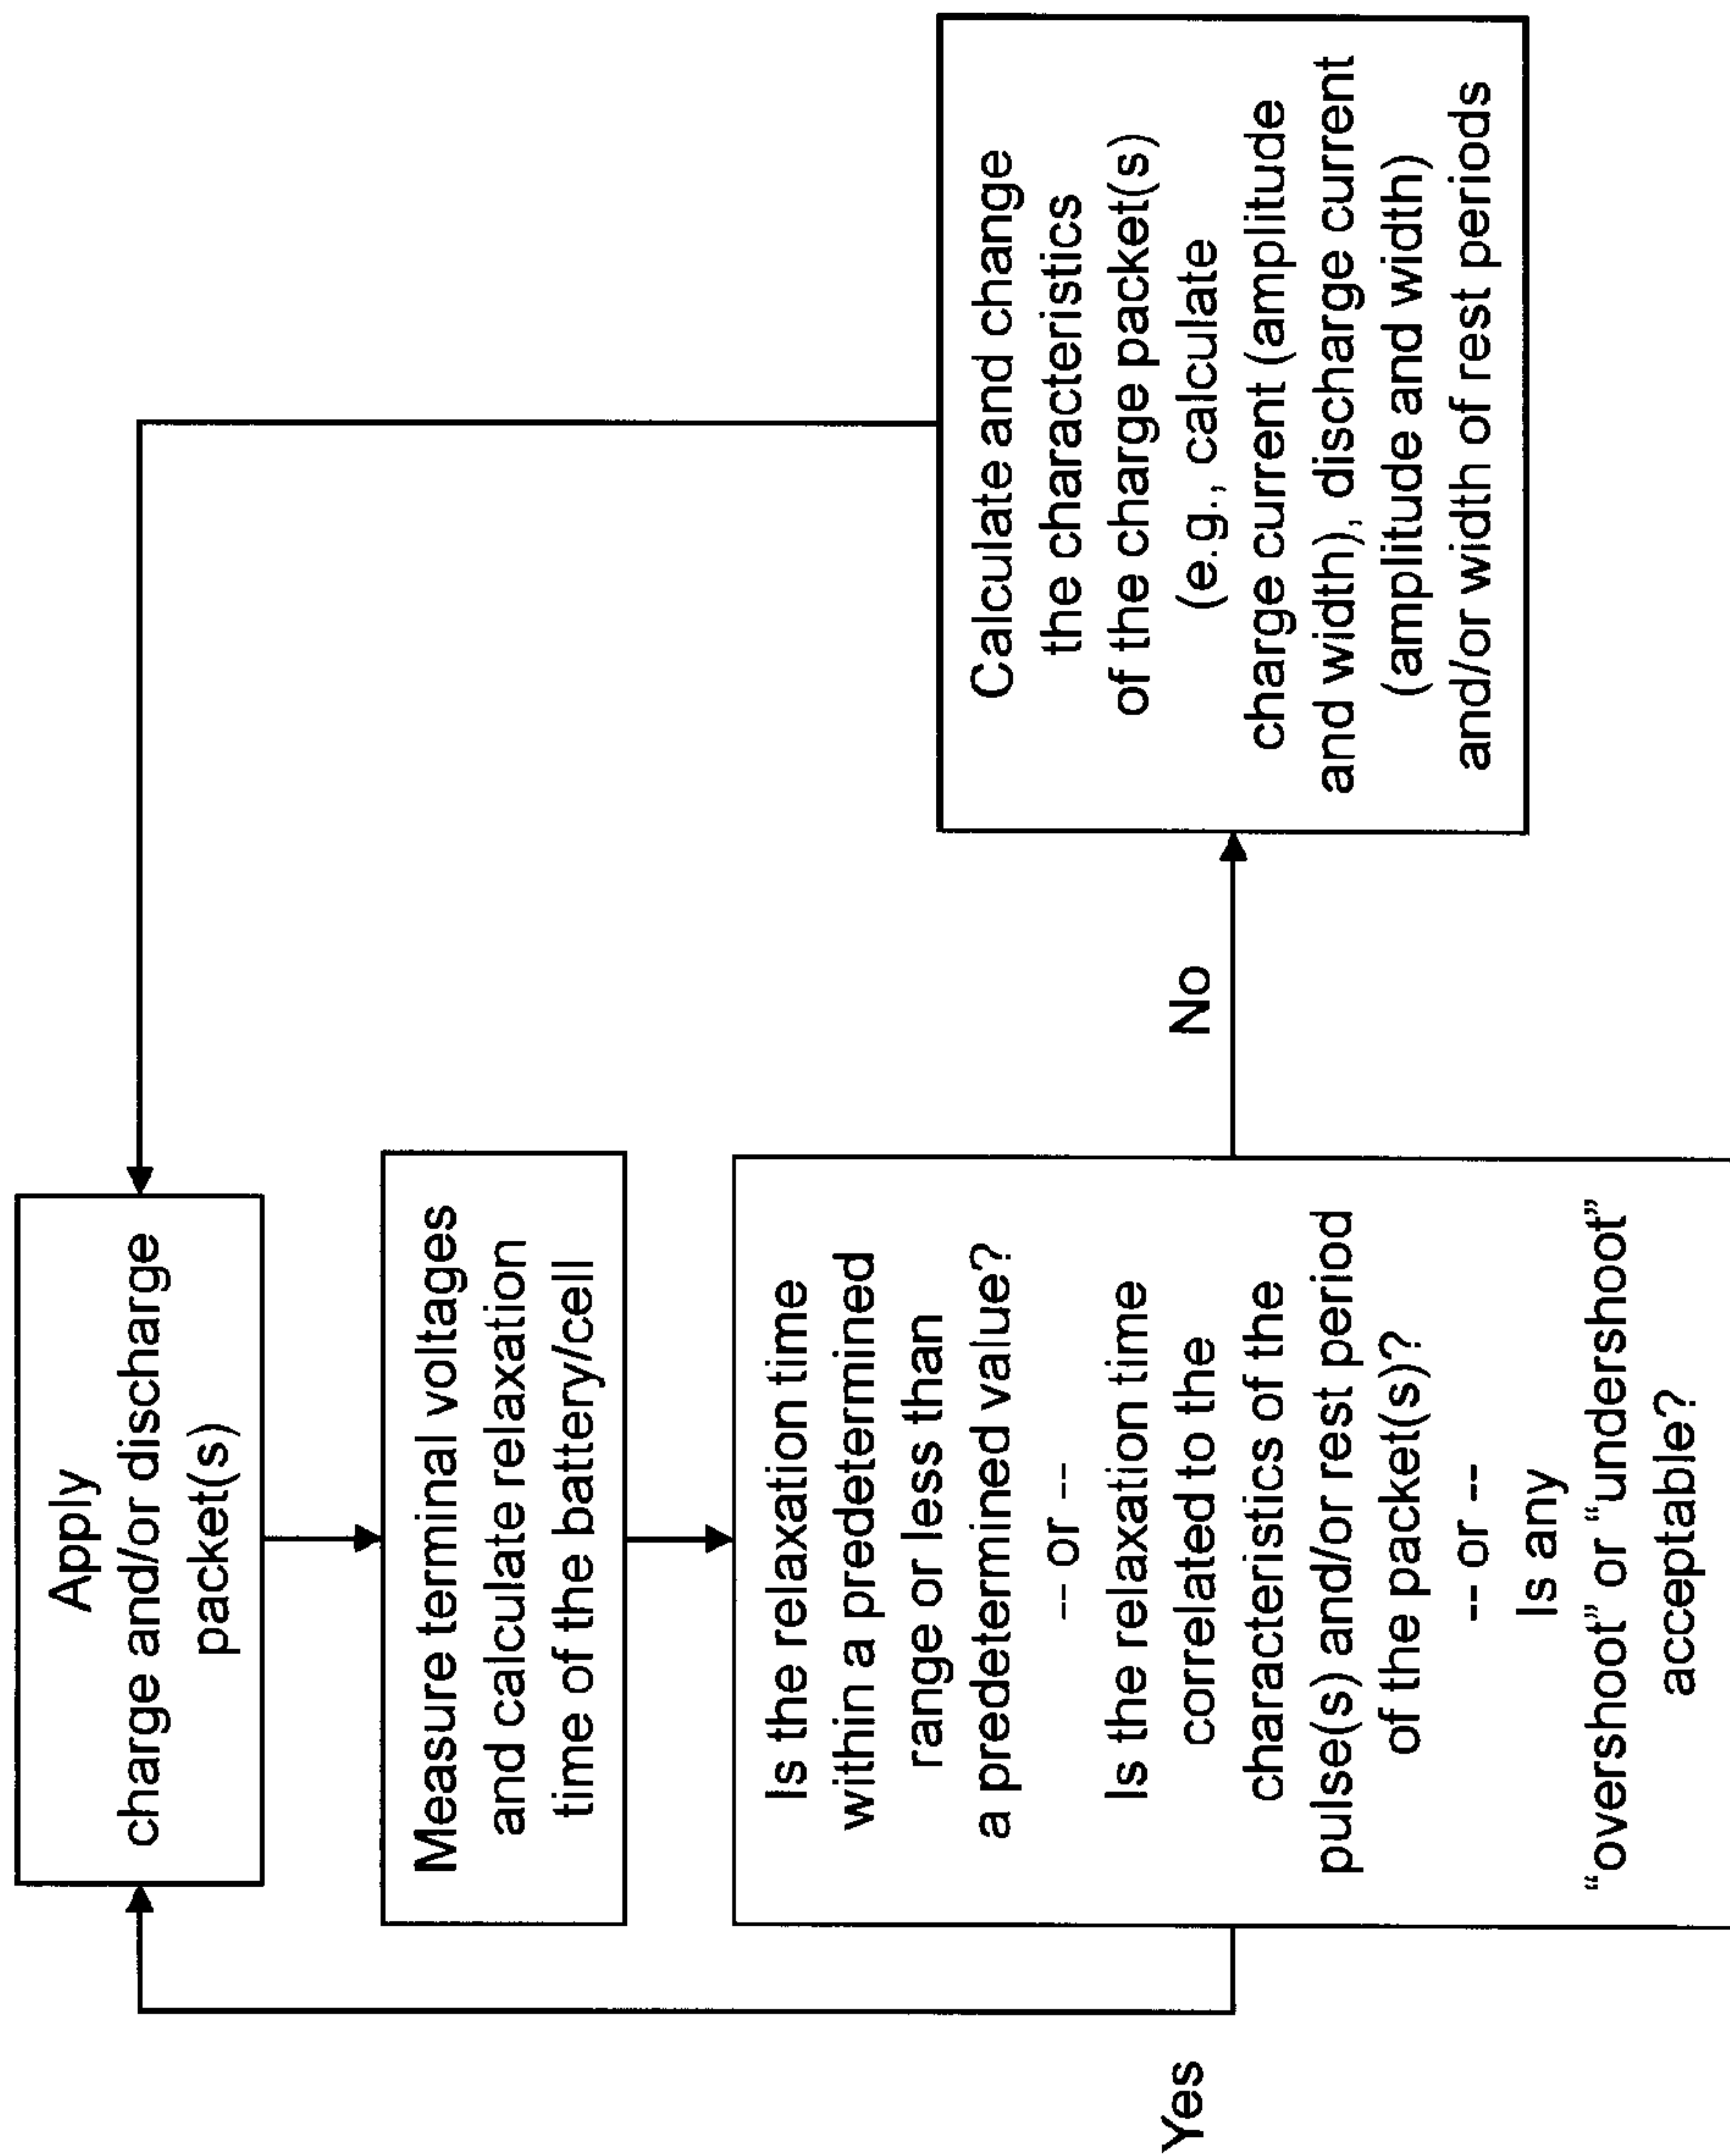 Apply
charge and/or discharge
packet(s)
Measure terminal voltages
and calculate relaxation
time of the battery/cell
Is the relaxation time
within a predetermined
range or less than
a predetermined value?
-- or --
Is the relaxation time
correlated to the
characteristics of the
pulse(s) and/or rest period
of the packet(s)?
-- or --
Is any
“overshoot” or “undershoot”
acceptable?
Yes
No
Calculate and change
the characteristics
of the charge packet(s)
(e.g., calculate
charge current (amplitude
and width), discharge current
(amplitude and width)
and/or width of rest periods